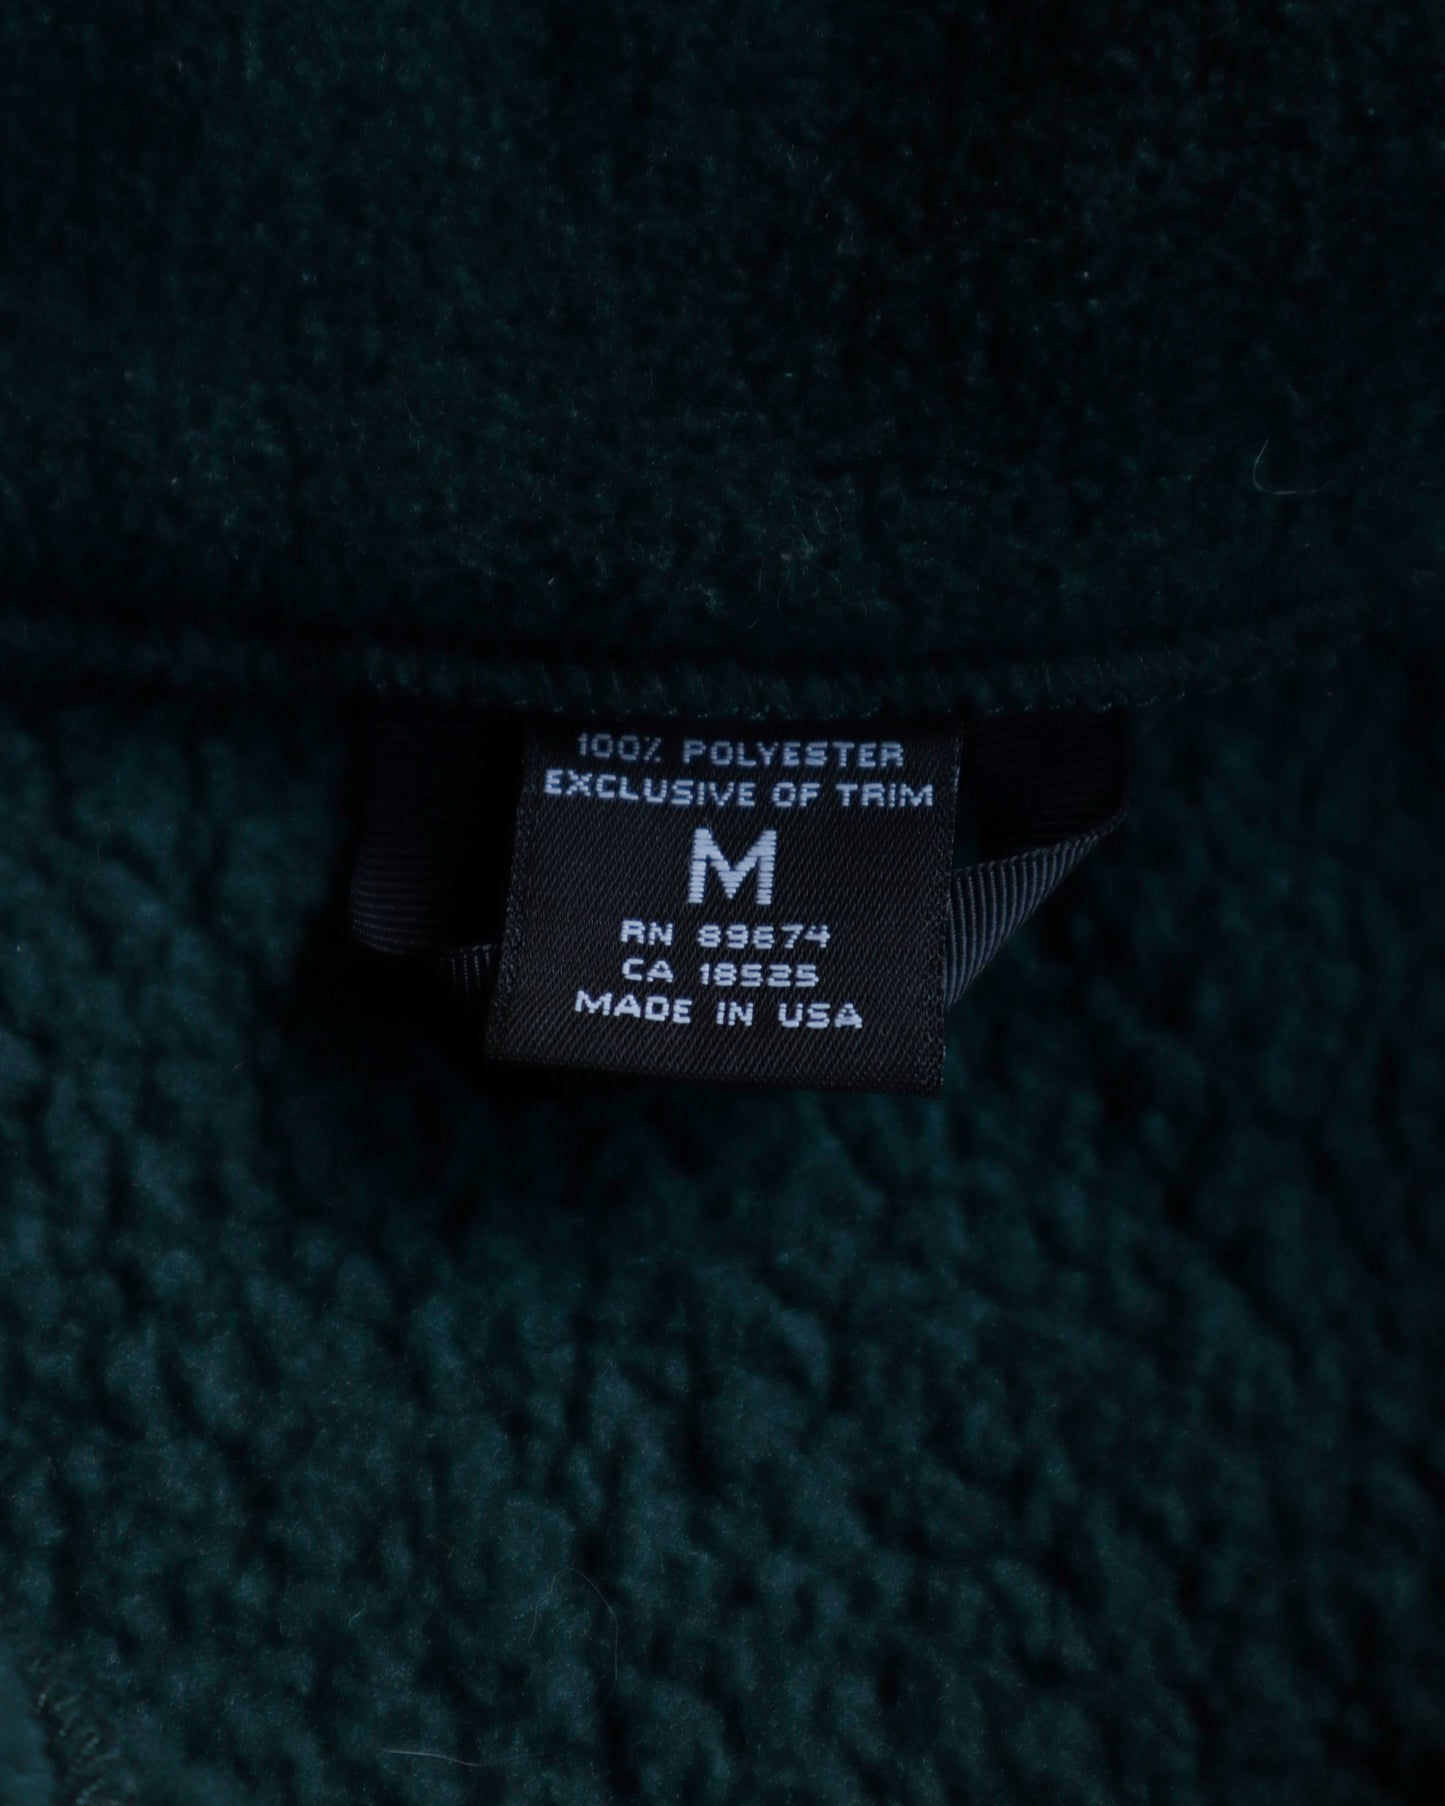 100% POLYESTER
EXCLUSIVE OF TRIM
M
RN 89674
CA 18525
MADE IN USA